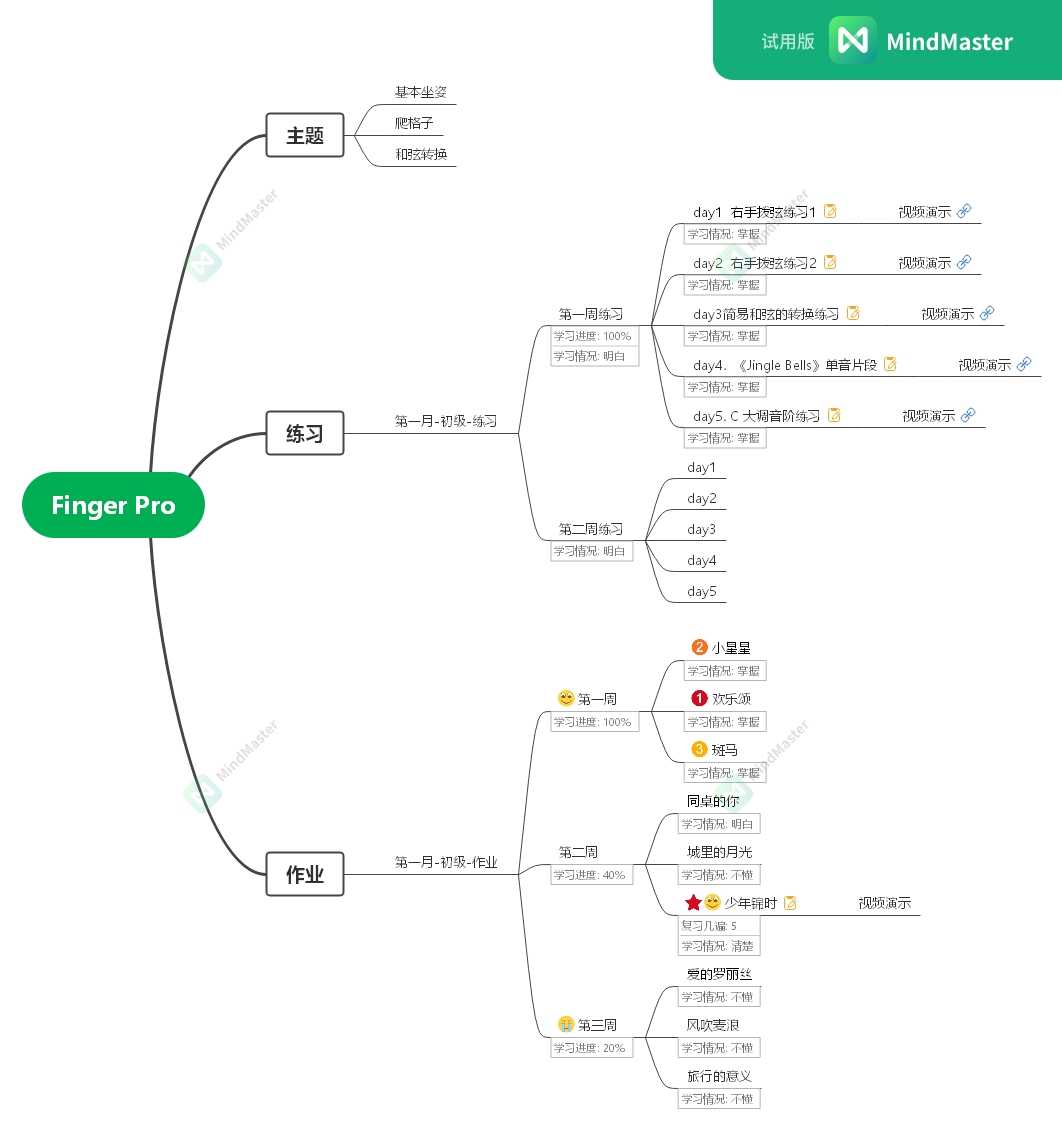 试用版 MindMaster
Finger Pro
主题
基本坐姿
爬格子
和弦转换
练习
第一月-初级-练习
第一周练习
学习进度: 100%
学习情况: 明白
day1 右手拨弦练习1 视频演示
学习情况: 掌握
day2 右手拨弦练习2 视频演示
学习情况: 掌握
day3简易和弦的转换练习 视频演示
学习情况: 掌握
day4. 《Jingle Bells》单音片段 视频演示
学习情况: 掌握
day5. C 大调音阶练习 视频演示
学习情况: 掌握
第二周练习
学习情况: 明白
day1
day2
day3
day4
day5
作业
第一月-初级-作业
第一周
学习进度: 100%
2 小星星
学习情况: 掌握
1 欢乐颂
学习情况: 掌握
3 斑马
学习情况: 掌握
第二周
学习进度: 40%
同桌的你
学习情况: 明白
城里的月光
学习情况: 不懂
少年锦时 视频演示
复习几遍: 5
学习情况: 清楚
第三周
学习进度: 20%
爱的罗丽丝
学习情况: 不懂
风吹麦浪
学习情况: 不懂
旅行的意义
学习情况: 不懂
MindMaster
MindMaster
MindMaster
MindMaster